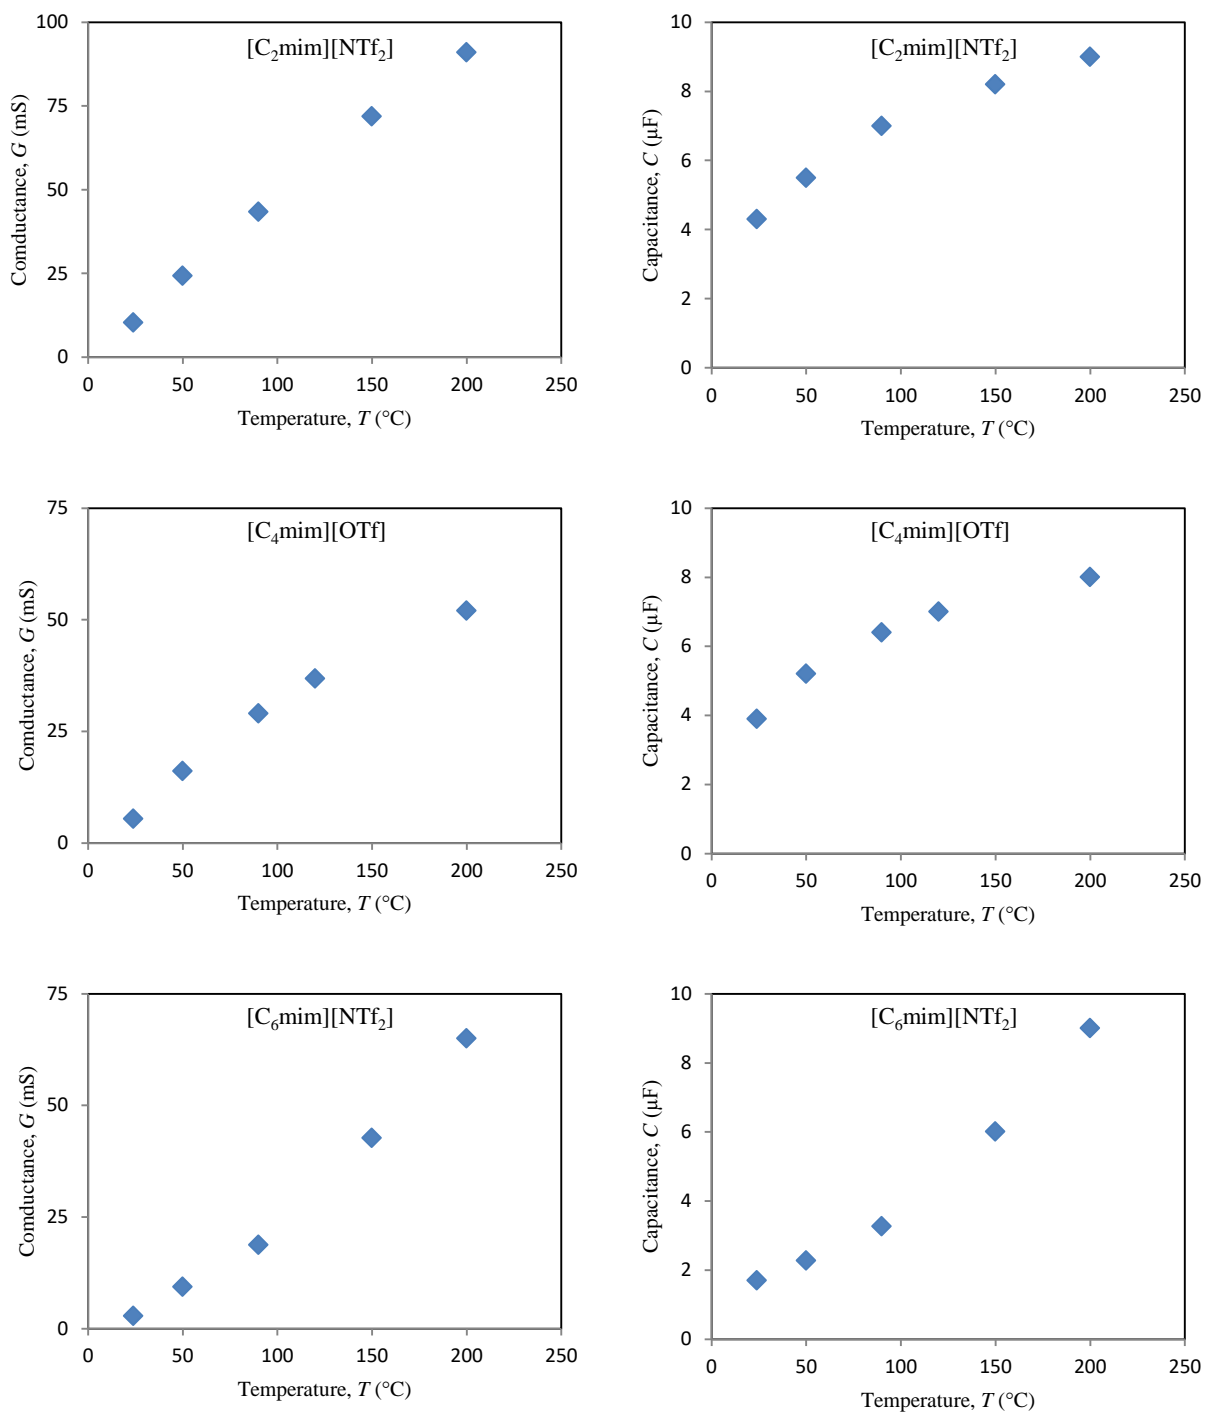 [C₂mim][NTf₂]
Comductance, G (mS)
100
75
50
25
0
0 50 100 150 200 250
Temperature, T (°C)
[C₂mim][NTf₂]
Capacitance, C (µF)
10
8
6
4
2
0
0 50 100 150 200 250
Temperature, T (°C)
[C₄mim][OTf]
Comductance, G (mS)
75
50
25
0
0 50 100 150 200 250
Temperature, T (°C)
[C₄mim][OTf]
Capacitance, C (µF)
10
8
6
4
2
0
0 50 100 150 200 250
Temperature, T (°C)
[C₆mim][NTf₂]
Comductance, G (mS)
75
50
25
0
0 50 100 150 200 250
Temperature, T (°C)
[C₆mim][NTf₂]
Capacitance, C (µF)
10
8
6
4
2
0
0 50 100 150 200 250
Temperature, T (°C)